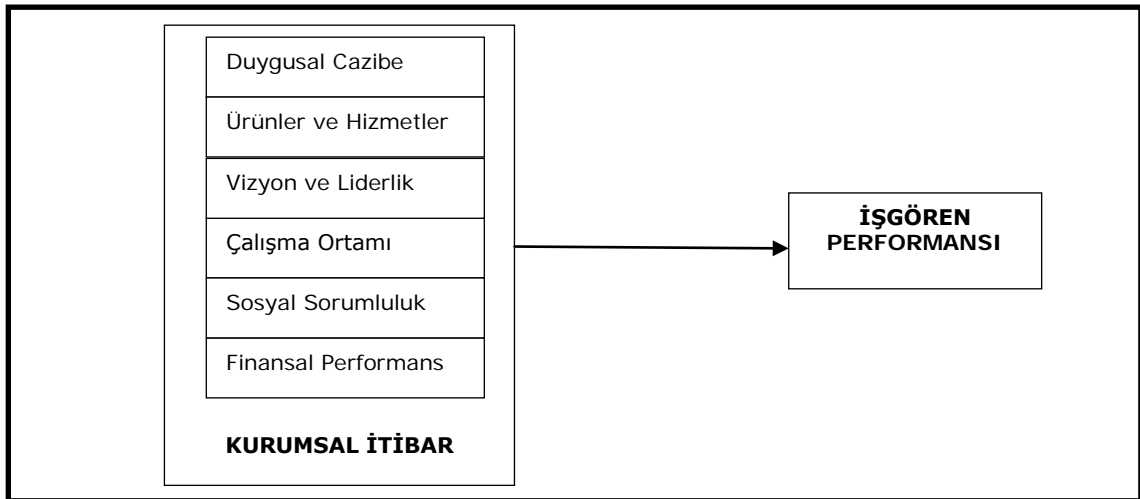 Duygusal Cazibe
Ürünler ve Hizmetler
Vizyon ve Liderlik
Çalışma Ortamı
Sosyal Sorumluluk
Finansal Performans
KURUMSAL İTİBAR
İŞGÖREN
PERFORMANSI